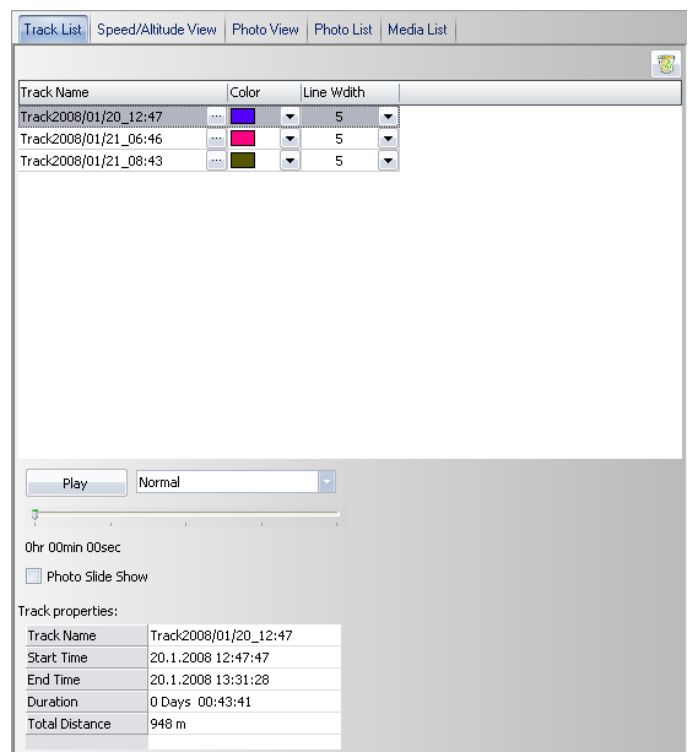 Track List Speed/Altitude View Photo View Photo List Media List
Track Name Color Line Wdith
Track2008/01/20_12:47 ... 5
Track2008/01/21_06:46 ... 5
Track2008/01/21_08:43 ... 5
Play Normal
0hr 00min 00sec
Photo Slide Show
Track properties:
Track Name Track2008/01/20_12:47
Start Time 20.1.2008 12:47:47
End Time 20.1.2008 13:31:28
Duration 0 Days 00:43:41
Total Distance 948 m